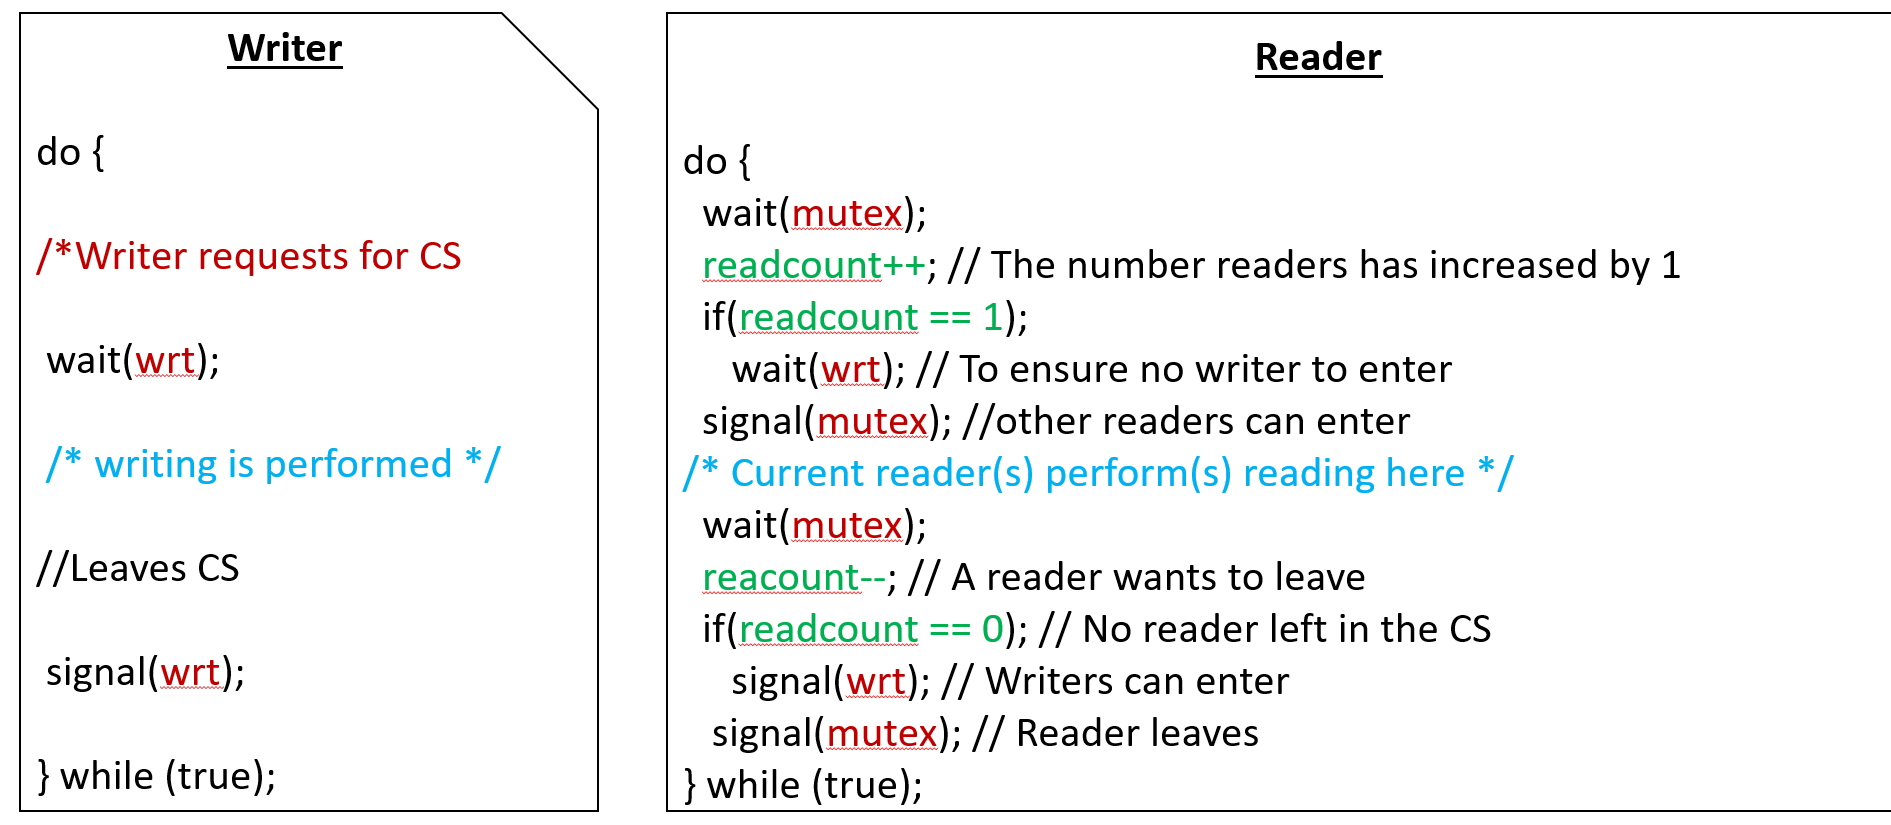 Writer
do {
/*Writer requests for CS
wait(wrt);
/* writing is performed */
//Leaves CS
signal(wrt);
} while (true);
Reader
do {
wait(mutex);
readcount++; // The number readers has increased by 1
if(readcount == 1);
wait(wrt); // To ensure no writer to enter
signal(mutex); //other readers can enter
/* Current reader(s) perform(s) reading here */
wait(mutex);
reacount--; // A reader wants to leave
if(readcount == 0); // No reader left in the CS
signal(wrt); // Writers can enter
signal(mutex); // Reader leaves
} while (true);